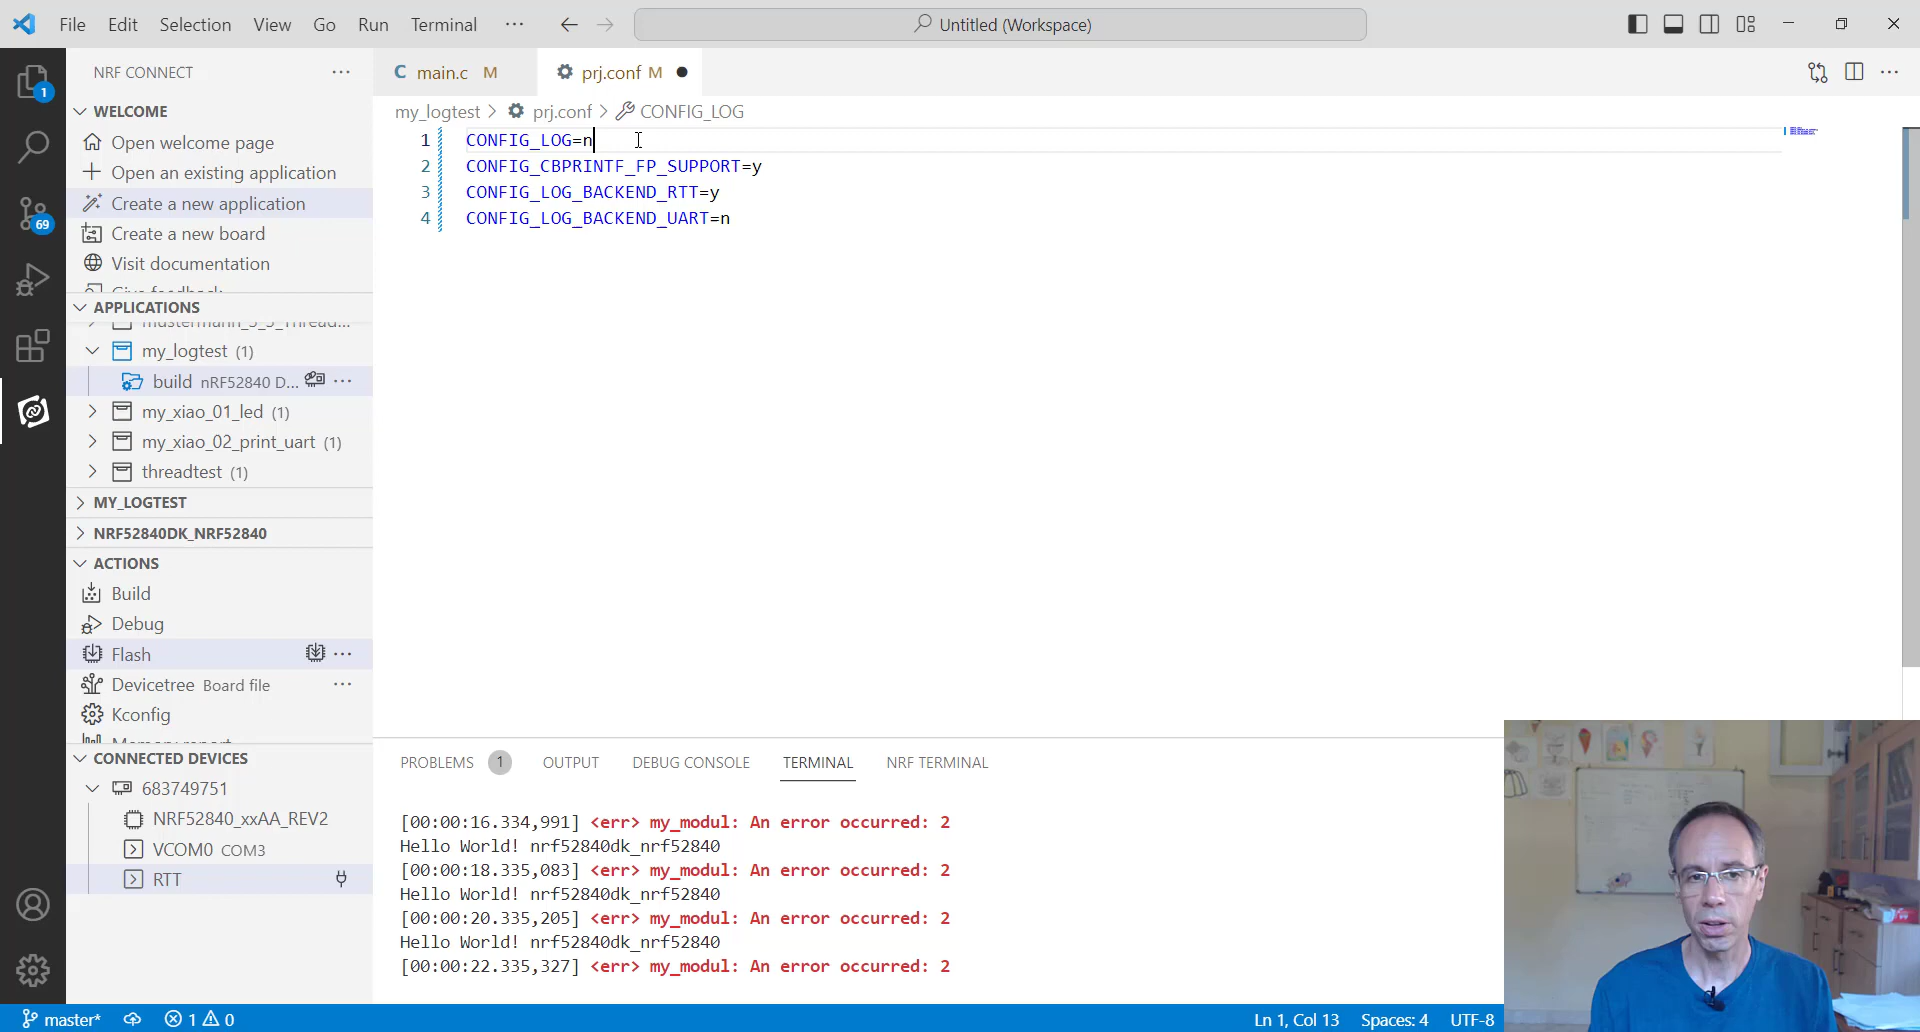 File Edit Selection View Go Run Terminal ··· Untitled (Workspace)
NRF CONNECT ···
WELCOME
Open welcome page
Open an existing application
Create a new application
Create a new board
Visit documentation
Give feedback
APPLICATIONS
mustermann_5_5_Thread...
my_logtest (1)
build nRF52840 D... ···
my_xiao_01_led (1)
my_xiao_02_print_uart (1)
threadtest (1)
MY_LOGTEST
NRF52840DK_NRF52840
ACTIONS
Build
Debug
Flash ···
Devicetree Board file ···
Kconfig
Memory report
CONNECTED DEVICES
683749751
NRF52840_xxAA_REV2
VCOM0 COM3
RTT
1
69
C main.c M prj.conf M ···
my_logtest > prj.conf > CONFIG_LOG
1 CONFIG_LOG=n
2 CONFIG_CBPRINTF_FP_SUPPORT=y
3 CONFIG_LOG_BACKEND_RTT=y
4 CONFIG_LOG_BACKEND_UART=n
PROBLEMS 1 OUTPUT DEBUG CONSOLE TERMINAL NRF TERMINAL
[00:00:16.334,991] <err> my_modul: An error occurred: 2
Hello World! nrf52840dk_nrf52840
[00:00:18.335,083] <err> my_modul: An error occurred: 2
Hello World! nrf52840dk_nrf52840
[00:00:20.335,205] <err> my_modul: An error occurred: 2
Hello World! nrf52840dk_nrf52840
[00:00:22.335,327] <err> my_modul: An error occurred: 2
master* 1 0 Ln 1, Col 13 Spaces: 4 UTF-8